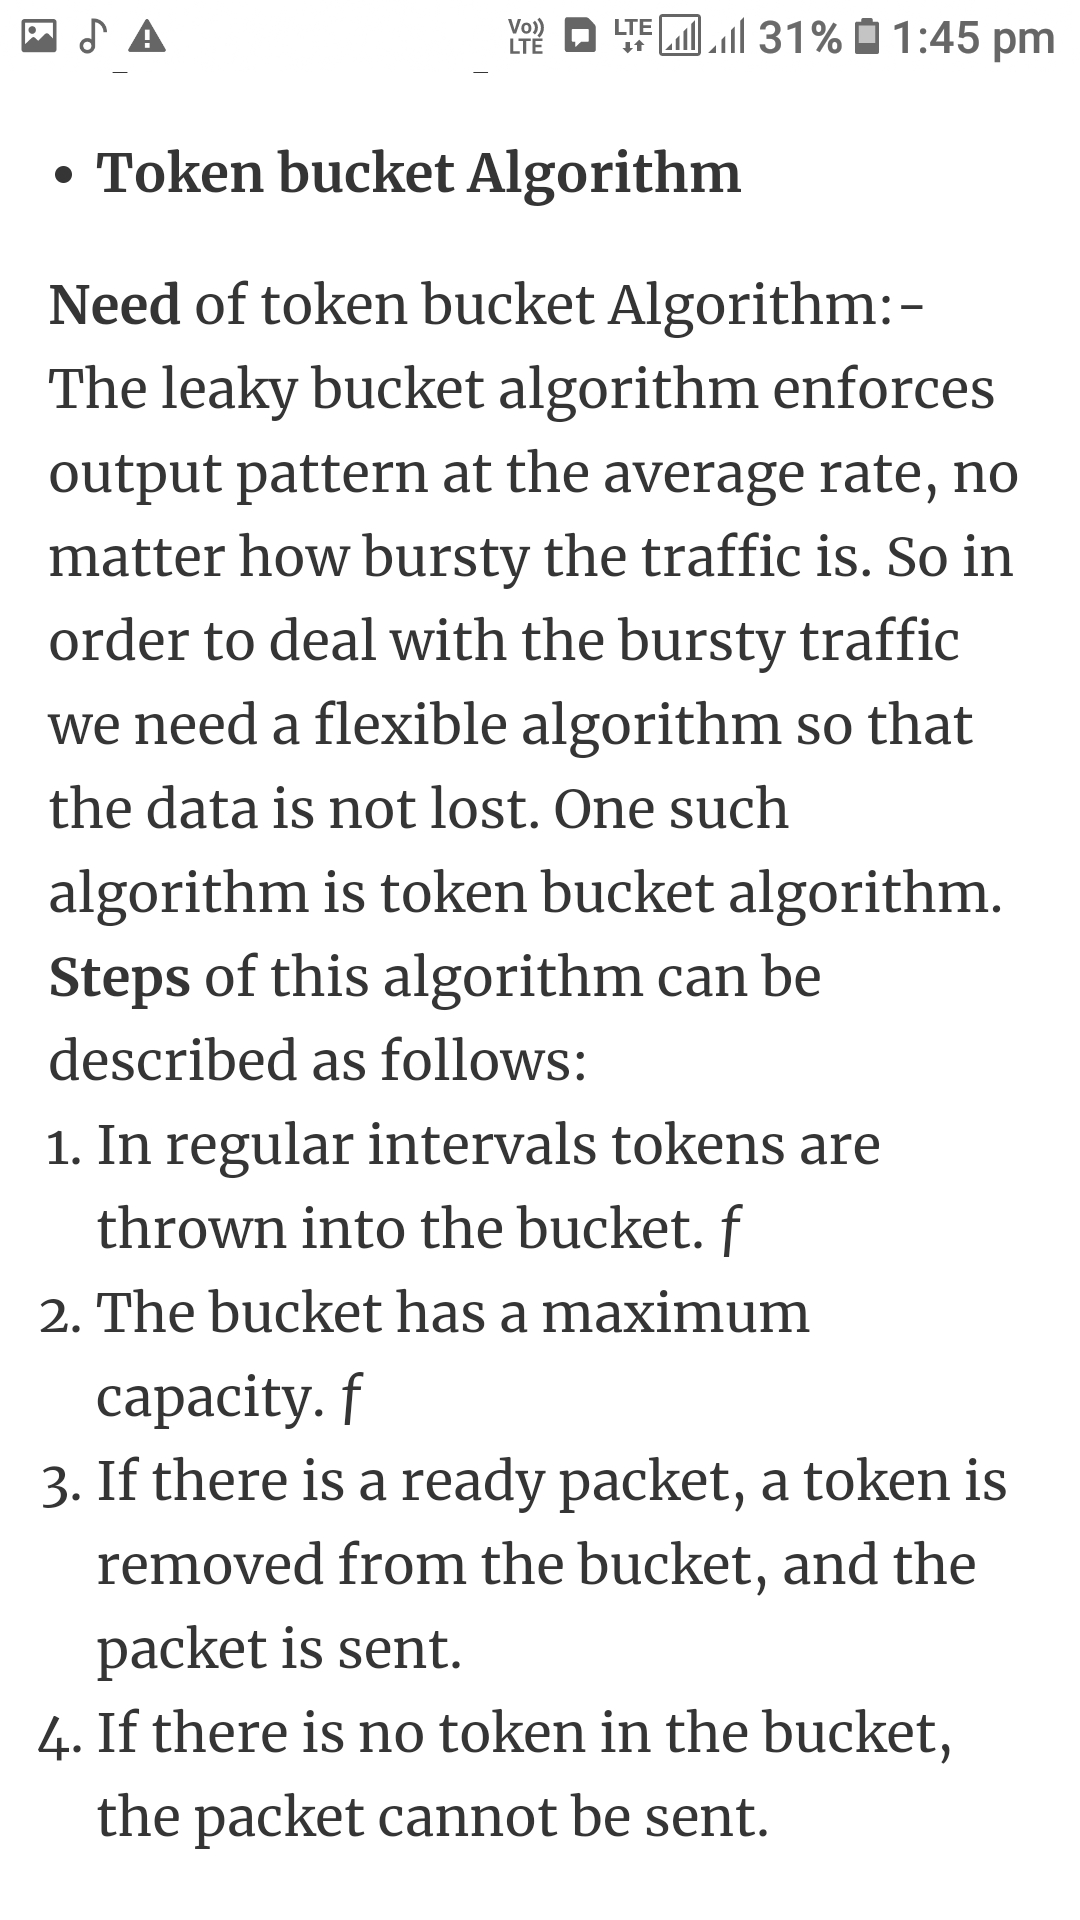 Vo)) LTE LTE 31% 1:45 pm
• Token bucket Algorithm
Need of token bucket Algorithm:-
The leaky bucket algorithm enforces
output pattern at the average rate, no
matter how bursty the traffic is. So in
order to deal with the bursty traffic
we need a flexible algorithm so that
the data is not lost. One such
algorithm is token bucket algorithm.
Steps of this algorithm can be
described as follows:
1. In regular intervals tokens are
thrown into the bucket. ƒ
2. The bucket has a maximum
capacity. ƒ
3. If there is a ready packet, a token is
removed from the bucket, and the
packet is sent.
4. If there is no token in the bucket,
the packet cannot be sent.